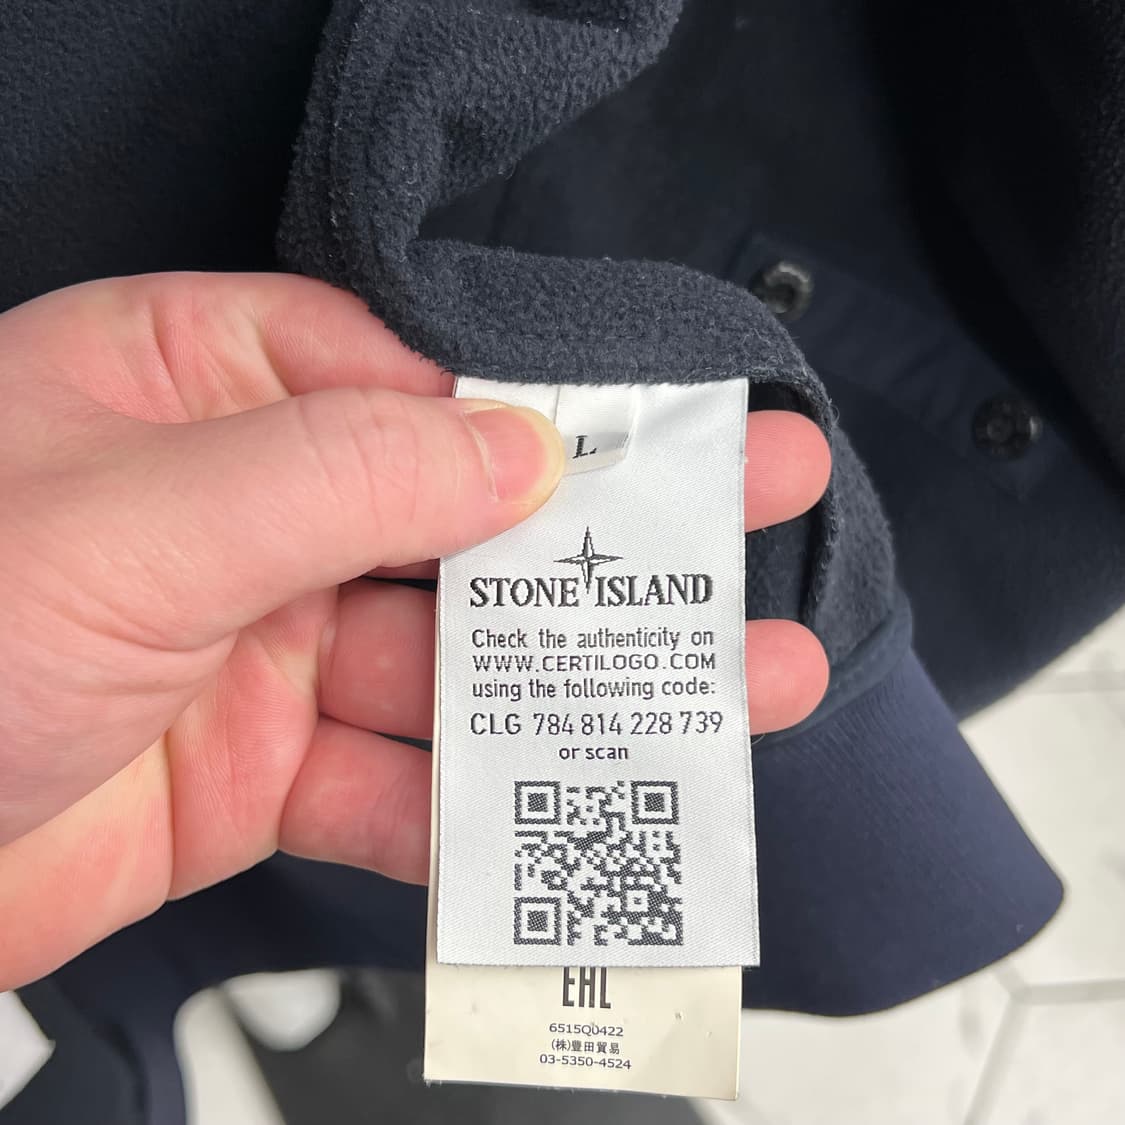 L
STONE ISLAND
Check the authenticity on
WWW.CERTILOGO.COM
using the following code:
CLG 784 814 228 739
or scan
EAC
6515Q0422
(株)豊田貿易
03-5350-4524